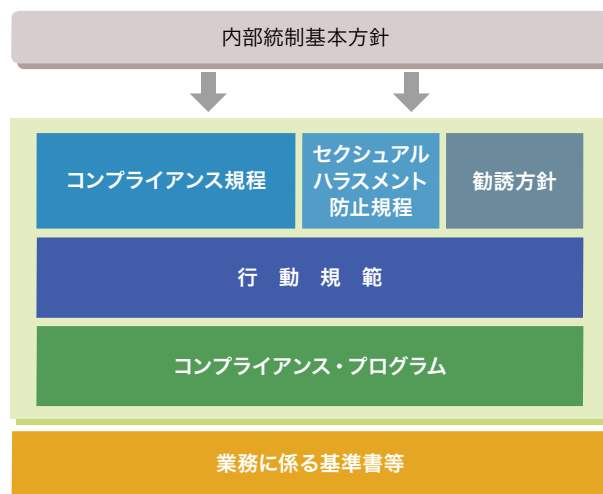 内部統制基本方針
コンプライアンス規程
セクシュアル
ハラスメント
防止規程
勧誘方針
行動規範
コンプライアンス・プログラム
業務に係る基準書等